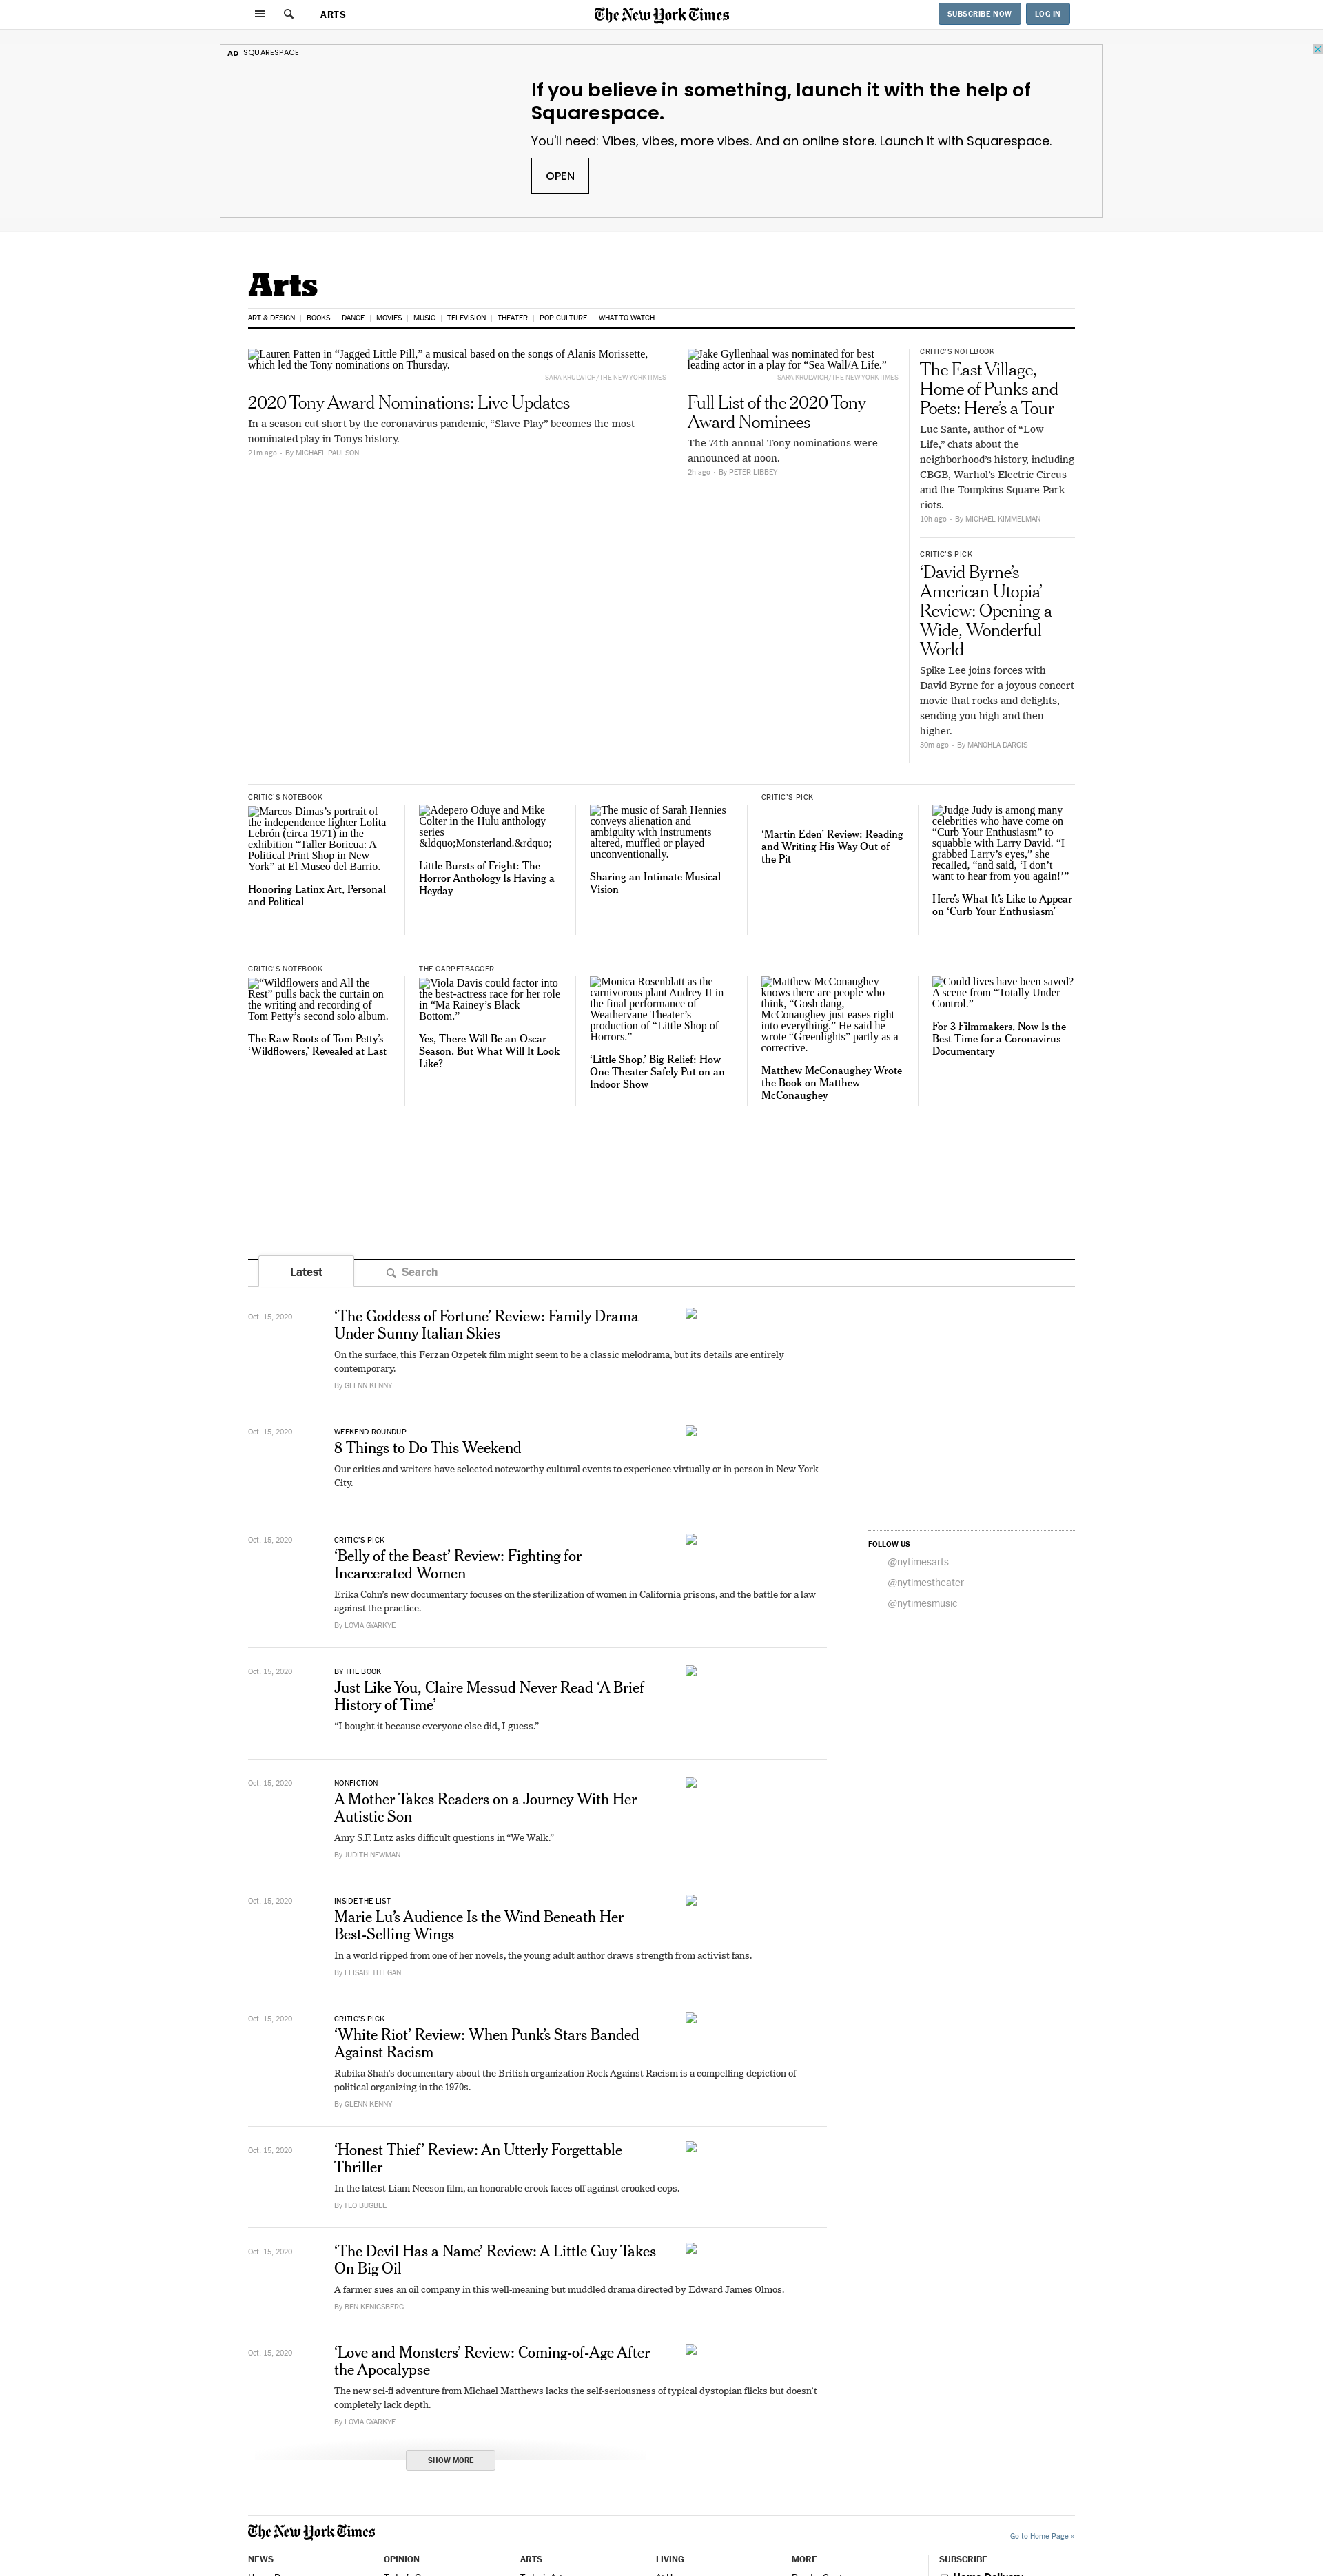 ARTS
The New York Times
SUBSCRIBE NOW
LOG IN
AD SQUARESPACE
If you believe in something, launch it with the help of
Squarespace.
You'll need: Vibes, vibes, more vibes. And an online store. Launch it with Squarespace.
OPEN
Arts
ART & DESIGN
BOOKS
DANCE
MOVIES
MUSIC
TELEVISION
THEATER
POP CULTURE
WHAT TO WATCH
Lauren Patten in “Jagged Little Pill,” a musical based on the songs of Alanis Morissette,
which led the Tony nominations on Thursday.
SARA KRULWICH/THE NEW YORK TIMES
2020 Tony Award Nominations: Live Updates
In a season cut short by the coronavirus pandemic, “Slave Play” becomes the most-
nominated play in Tonys history.
21m ago • By MICHAEL PAULSON
Jake Gyllenhaal was nominated for best
leading actor in a play for “Sea Wall/A Life.”
SARA KRULWICH/THE NEW YORK TIMES
Full List of the 2020 Tony
Award Nominees
The 74th annual Tony nominations were
announced at noon.
2h ago • By PETER LIBBEY
CRITIC’S NOTEBOOK
The East Village,
Home of Punks and
Poets: Here’s a Tour
Luc Sante, author of “Low
Life,” chats about the
neighborhood’s history, including
CBGB, Warhol’s Electric Circus
and the Tompkins Square Park
riots.
10h ago • By MICHAEL KIMMELMAN
CRITIC’S PICK
‘David Byrne’s
American Utopia’
Review: Opening a
Wide, Wonderful
World
Spike Lee joins forces with
David Byrne for a joyous concert
movie that rocks and delights,
sending you high and then
higher.
30m ago • By MANOHLA DARGIS
CRITIC’S NOTEBOOK
Marcos Dimas’s portrait of
the independence fighter Lolita
Lebrón (circa 1971) in the
exhibition “Taller Boricua: A
Political Print Shop in New
York” at El Museo del Barrio.
Honoring Latinx Art, Personal
and Political
Adepero Oduye and Mike
Colter in the Hulu anthology
series
&ldquo;Monsterland.&rdquo;
Little Bursts of Fright: The
Horror Anthology Is Having a
Heyday
The music of Sarah Hennies
conveys alienation and
ambiguity with instruments
altered, muffled or played
unconventionally.
Sharing an Intimate Musical
Vision
CRITIC’S PICK
‘Martin Eden’ Review: Reading
and Writing His Way Out of
the Pit
Judge Judy is among many
celebrities who have come on
“Curb Your Enthusiasm” to
squabble with Larry David. “I
grabbed Larry’s eyes,” she
recalled, “and said, ‘I don’t
want to hear from you again!’”
Here’s What It’s Like to Appear
on ‘Curb Your Enthusiasm’
CRITIC’S NOTEBOOK
“Wildflowers and All the
Rest” pulls back the curtain on
the writing and recording of
Tom Petty’s second solo album.
The Raw Roots of Tom Petty’s
‘Wildflowers,’ Revealed at Last
THE CARPETBAGGER
Viola Davis could factor into
the best-actress race for her role
in “Ma Rainey’s Black
Bottom.”
Yes, There Will Be an Oscar
Season. But What Will It Look
Like?
Monica Rosenblatt as the
carnivorous plant Audrey II in
the final performance of
Weathervane Theater’s
production of “Little Shop of
Horrors.”
‘Little Shop,’ Big Relief: How
One Theater Safely Put on an
Indoor Show
Matthew McConaughey
knows there are people who
think, “Gosh dang,
McConaughey just eases right
into everything.” He said he
wrote “Greenlights” partly as a
corrective.
Matthew McConaughey Wrote
the Book on Matthew
McConaughey
Could lives have been saved?
A scene from “Totally Under
Control.”
For 3 Filmmakers, Now Is the
Best Time for a Coronavirus
Documentary
Latest
Search
Oct. 15, 2020
‘The Goddess of Fortune’ Review: Family Drama
Under Sunny Italian Skies
On the surface, this Ferzan Ozpetek film might seem to be a classic melodrama, but its details are entirely
contemporary.
By GLENN KENNY
Oct. 15, 2020
WEEKEND ROUNDUP
8 Things to Do This Weekend
Our critics and writers have selected noteworthy cultural events to experience virtually or in person in New York
City.
Oct. 15, 2020
CRITIC’S PICK
‘Belly of the Beast’ Review: Fighting for
Incarcerated Women
Erika Cohn’s new documentary focuses on the sterilization of women in California prisons, and the battle for a law
against the practice.
By LOVIA GYARKYE
FOLLOW US
@nytimesarts
@nytimestheater
@nytimesmusic
Oct. 15, 2020
BY THE BOOK
Just Like You, Claire Messud Never Read ‘A Brief
History of Time’
“I bought it because everyone else did, I guess.”
Oct. 15, 2020
NONFICTION
A Mother Takes Readers on a Journey With Her
Autistic Son
Amy S.F. Lutz asks difficult questions in “We Walk.”
By JUDITH NEWMAN
Oct. 15, 2020
INSIDE THE LIST
Marie Lu’s Audience Is the Wind Beneath Her
Best-Selling Wings
In a world ripped from one of her novels, the young adult author draws strength from activist fans.
By ELISABETH EGAN
Oct. 15, 2020
CRITIC’S PICK
‘White Riot’ Review: When Punk’s Stars Banded
Against Racism
Rubika Shah’s documentary about the British organization Rock Against Racism is a compelling depiction of
political organizing in the 1970s.
By GLENN KENNY
Oct. 15, 2020
‘Honest Thief’ Review: An Utterly Forgettable
Thriller
In the latest Liam Neeson film, an honorable crook faces off against crooked cops.
By TEO BUGBEE
Oct. 15, 2020
‘The Devil Has a Name’ Review: A Little Guy Takes
On Big Oil
A farmer sues an oil company in this well-meaning but muddled drama directed by Edward James Olmos.
By BEN KENIGSBERG
Oct. 15, 2020
‘Love and Monsters’ Review: Coming-of-Age After
the Apocalypse
The new sci-fi adventure from Michael Matthews lacks the self-seriousness of typical dystopian flicks but doesn’t
completely lack depth.
By LOVIA GYARKYE
SHOW MORE
The New York Times
Go to Home Page »
NEWS
OPINION
ARTS
LIVING
MORE
SUBSCRIBE